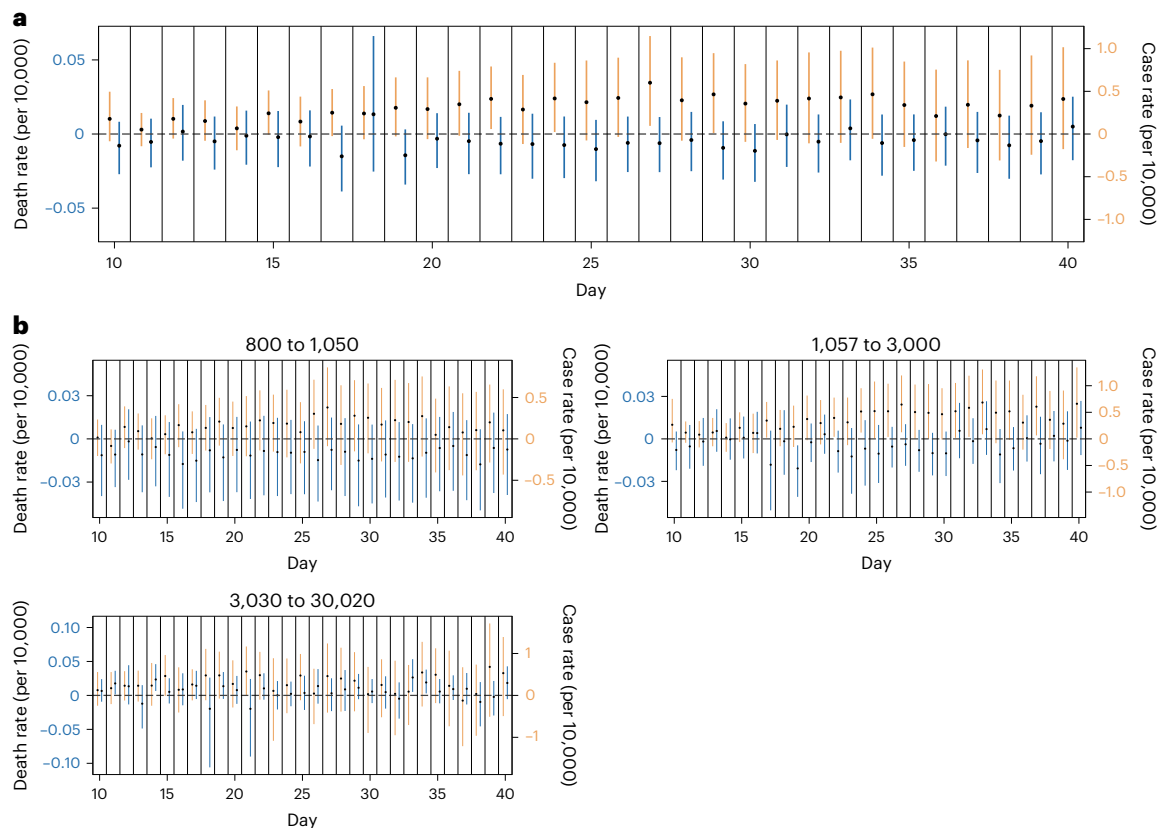 a
Death rate (per 10,000)
0.05
0
−0.05
1.0
0.5
0
−0.5
−1.0
Case rate (per 10,000)
10 15 20 25 30 35 40
Day
b
800 to 1,050
Death rate (per 10,000)
0.03
0
−0.03
0.5
0
−0.5
Case rate (per 10,000)
10 15 20 25 30 35 40
Day
1,057 to 3,000
Death rate (per 10,000)
0.03
0
−0.03
1.0
0.5
0
−0.5
−1.0
Case rate (per 10,000)
10 15 20 25 30 35 40
Day
3,030 to 30,020
Death rate (per 10,000)
0.10
0.05
0
−0.05
−0.10
1
0
−1
Case rate (per 10,000)
10 15 20 25 30 35 40
Day